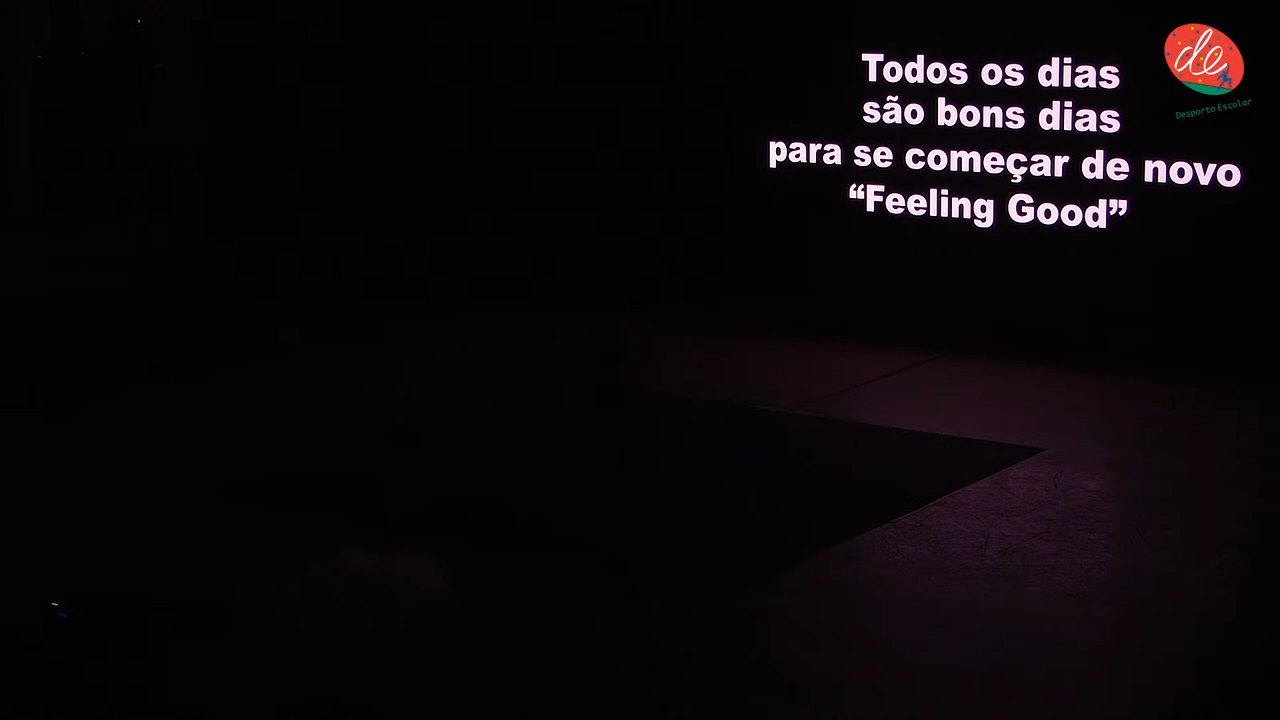 Todos os dias
são bons dias
para se começar de novo
“Feeling Good”
de
Desporto Escolar